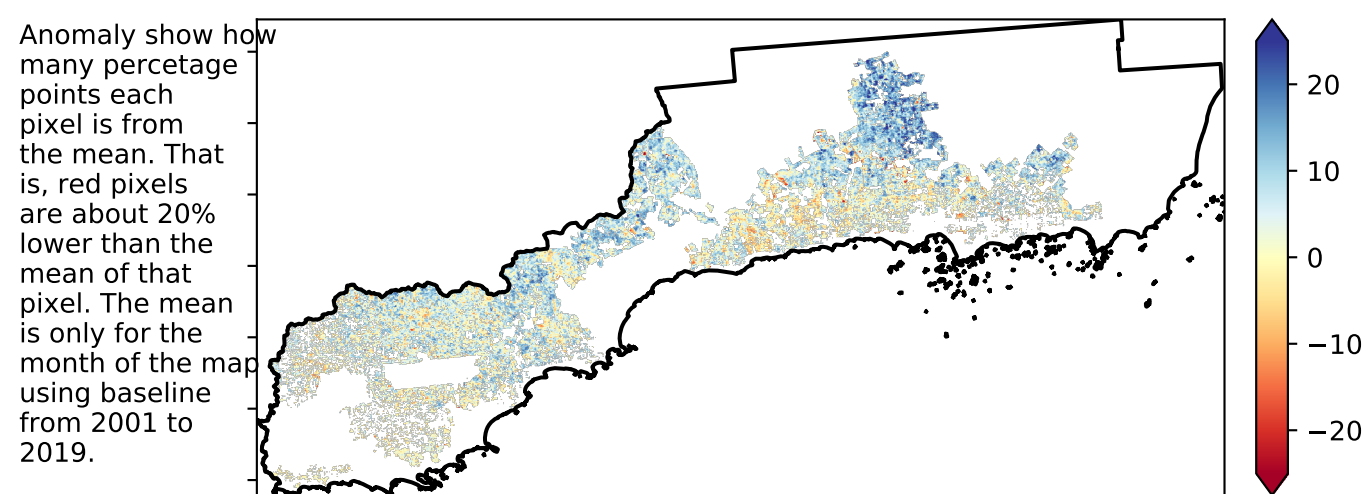 Anomaly show how
many percetage
points each
pixel is from
the mean. That
is, red pixels
are about 20%
lower than the
mean of that
pixel. The mean
is only for the
month of the map
using baseline
from 2001 to
2019.
20
10
0
−10
−20